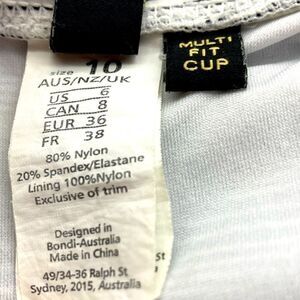 size 10
AUS/NZ/UK
US 6
CAN 8
EUR 36
FR 38
80% Nylon
20% Spandex/Elastane
Lining 100%Nylon
Exclusive of trim
Designed in
Bondi-Australia
Made in China
49/34-36 Ralph St
Sydney, 2015, Australia
MULTI
FIT
CUP